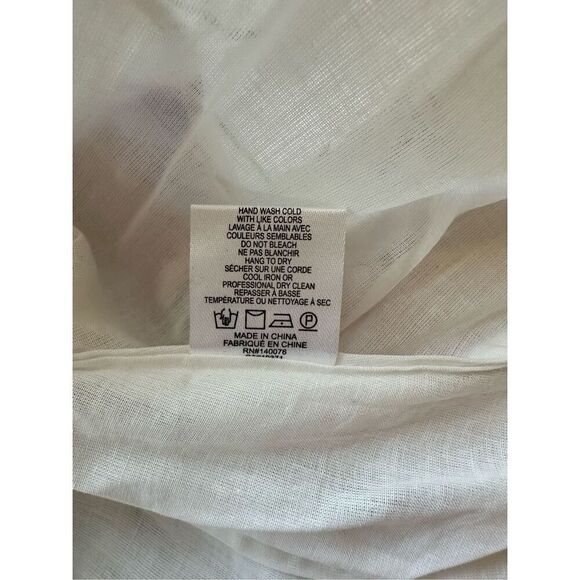 HAND WASH COLD
WITH LIKE COLORS
LAVAGE À LA MAIN AVEC
COULEURS SEMBLABLES
DO NOT BLEACH
NE PAS BLANCHIR
HANG TO DRY
SÉCHER SUR UNE CORDE
COOL IRON OR
PROFESSIONAL DRY CLEAN
REPASSER À BASSE
TEMPÉRATURE OU NETTOYAGE À SEC
P
MADE IN CHINA
FABRIQUÉ EN CHINE
RN#140076